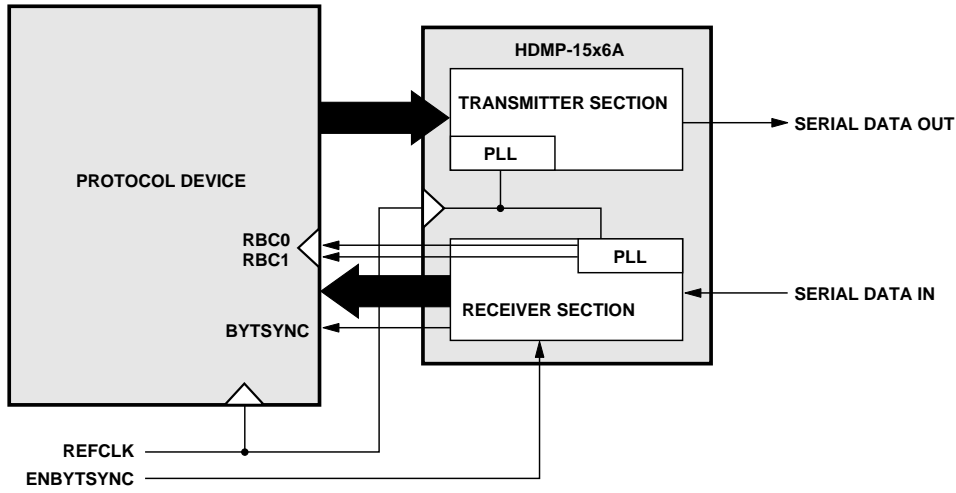 HDMP-15x6A
TRANSMITTER SECTION
SERIAL DATA OUT
PLL
PROTOCOL DEVICE
RBC0
RBC1
PLL
SERIAL DATA IN
RECEIVER SECTION
BYTSYNC
REFCLK
ENBYTSYNC